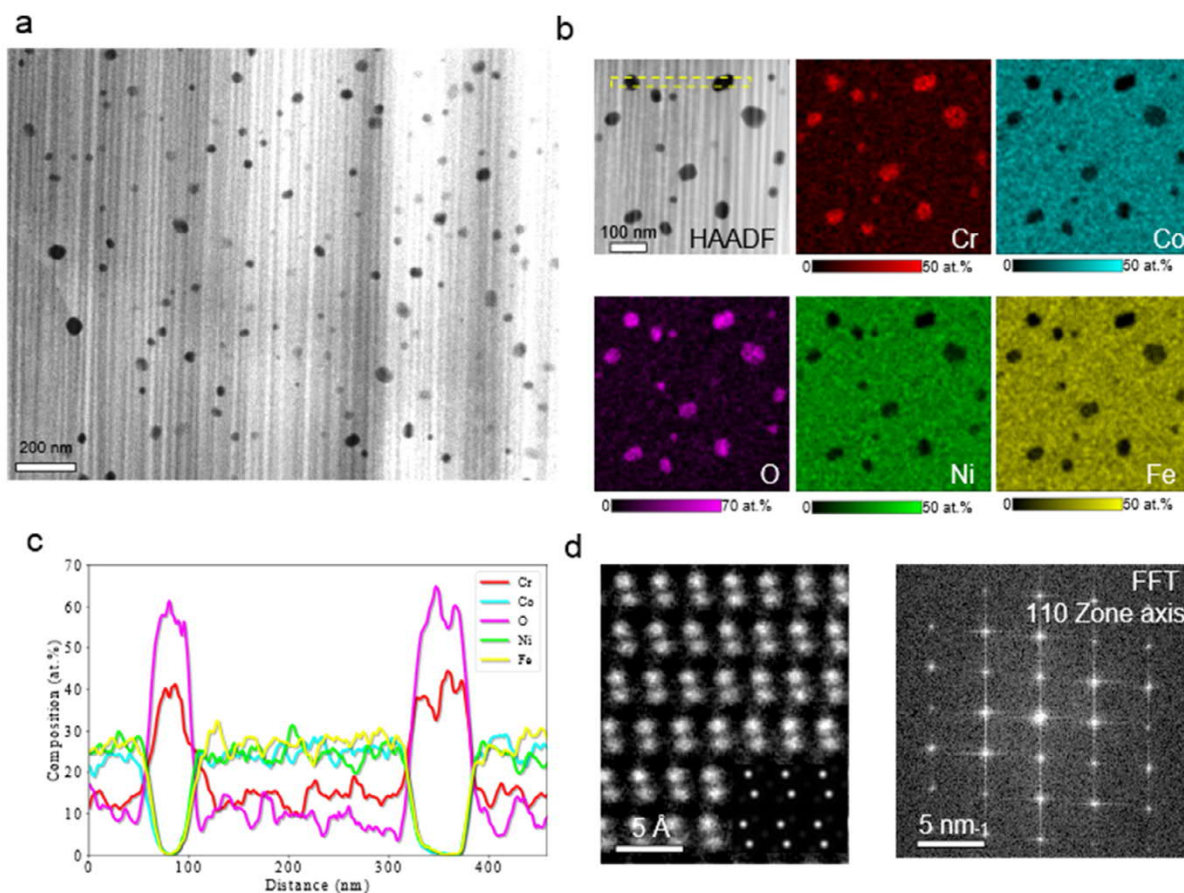 a
200 nm
b
100 nm
HAADF
Cr
Co
0 50 at.%
0 50 at.%
O
Ni
Fe
0 70 at.%
0 50 at.%
0 50 at.%
c
70
60
50
40
30
20
10
0
Composition (at.%)
Cr
Co
O
Ni
Fe
0 100 200 300 400
Distance (nm)
d
5 Å
FFT
110 Zone axis
5 nm-1